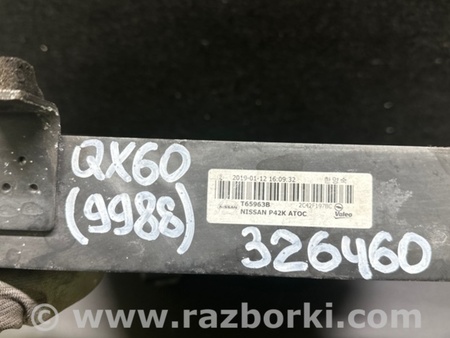 QX60
(9988)
2019-01-12 16:09:32
T65963B
NISSAN P42K ATOC
Valeo
326460
www.razborki.com